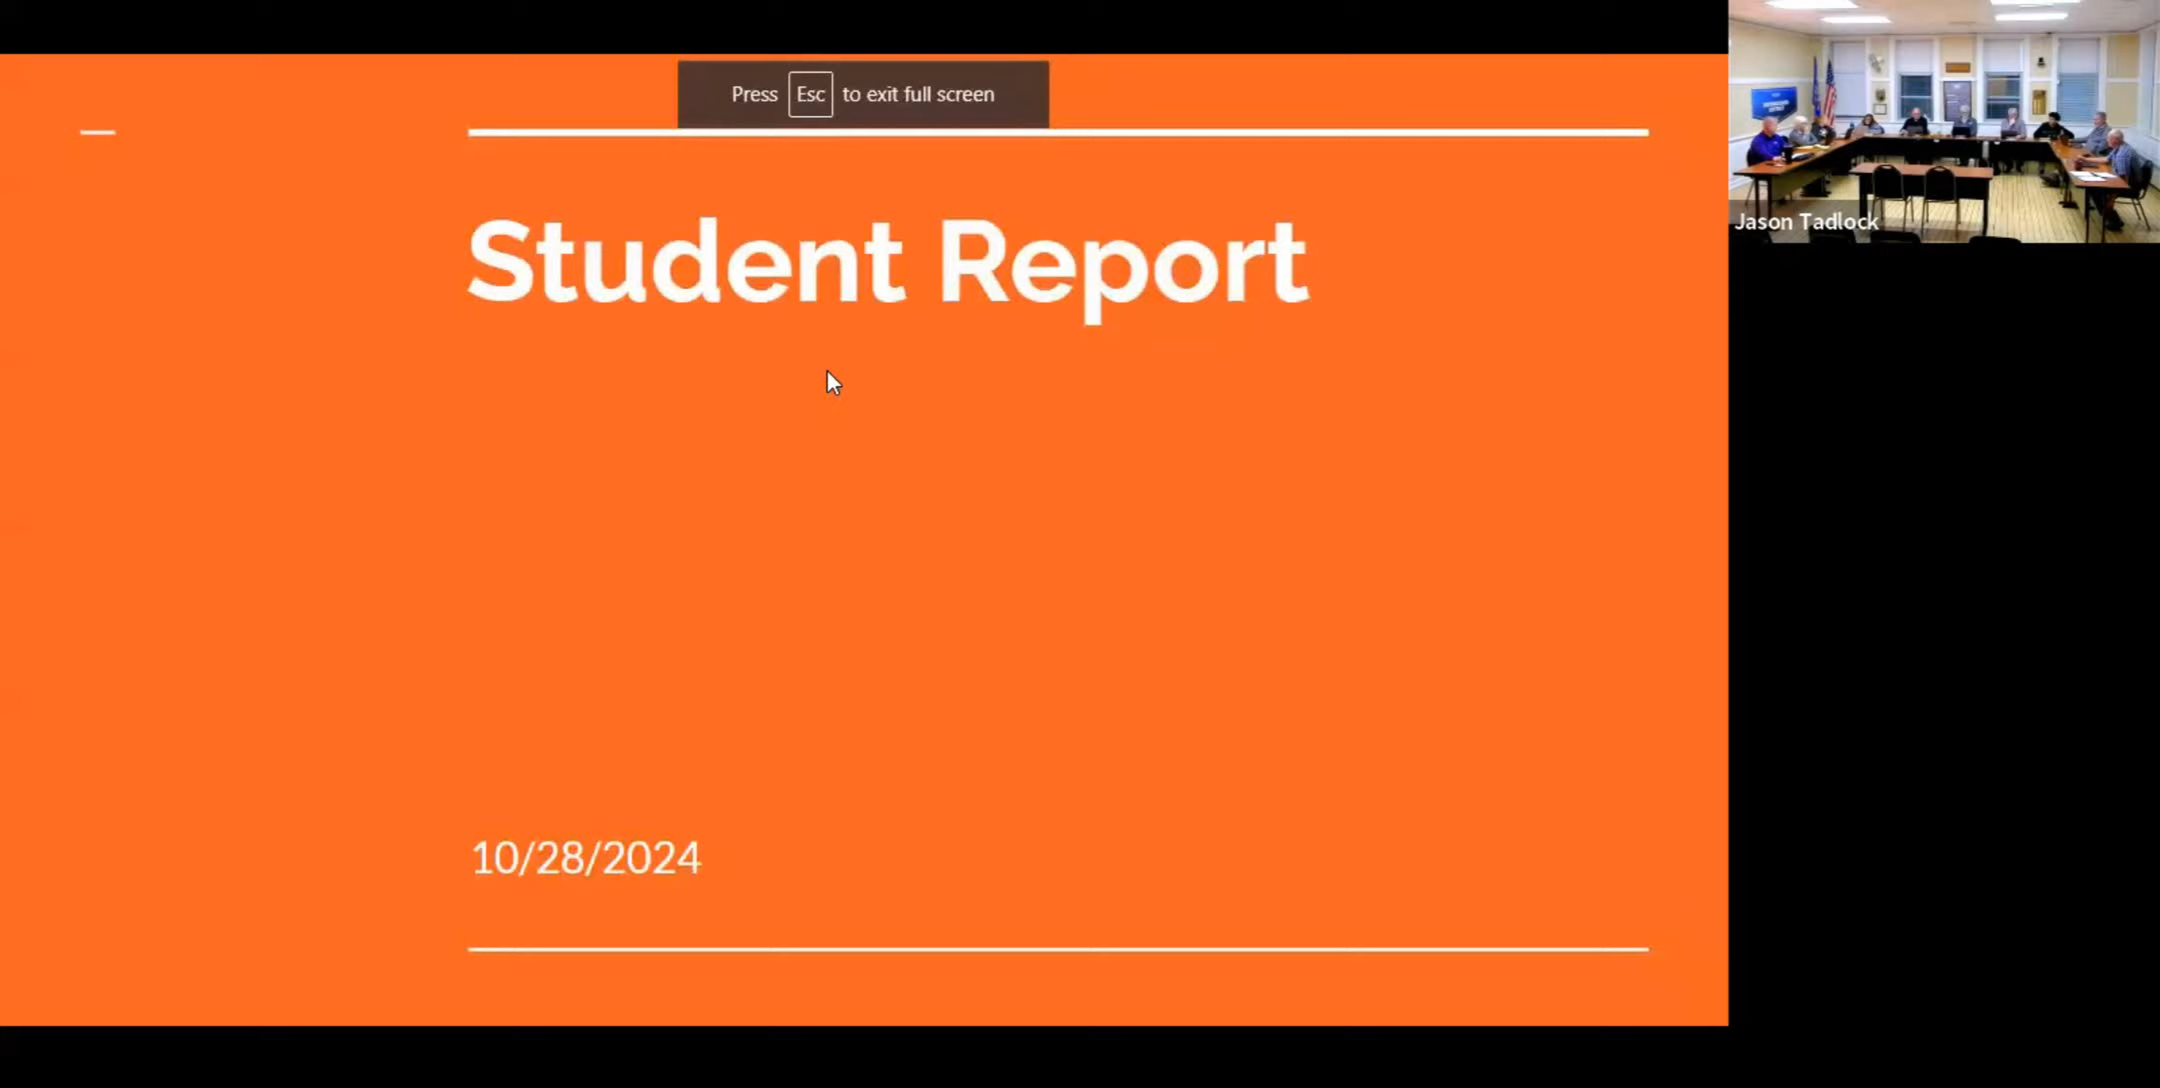 Press Esc to exit full screen
Student Report
10/28/2024
Jason Tadlock